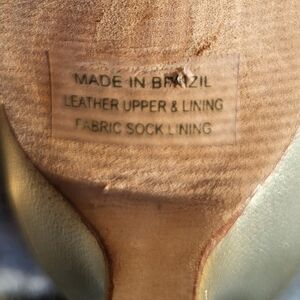 MADE IN BRAZIL
LEATHER UPPER & LINING
FABRIC SOCK LINING